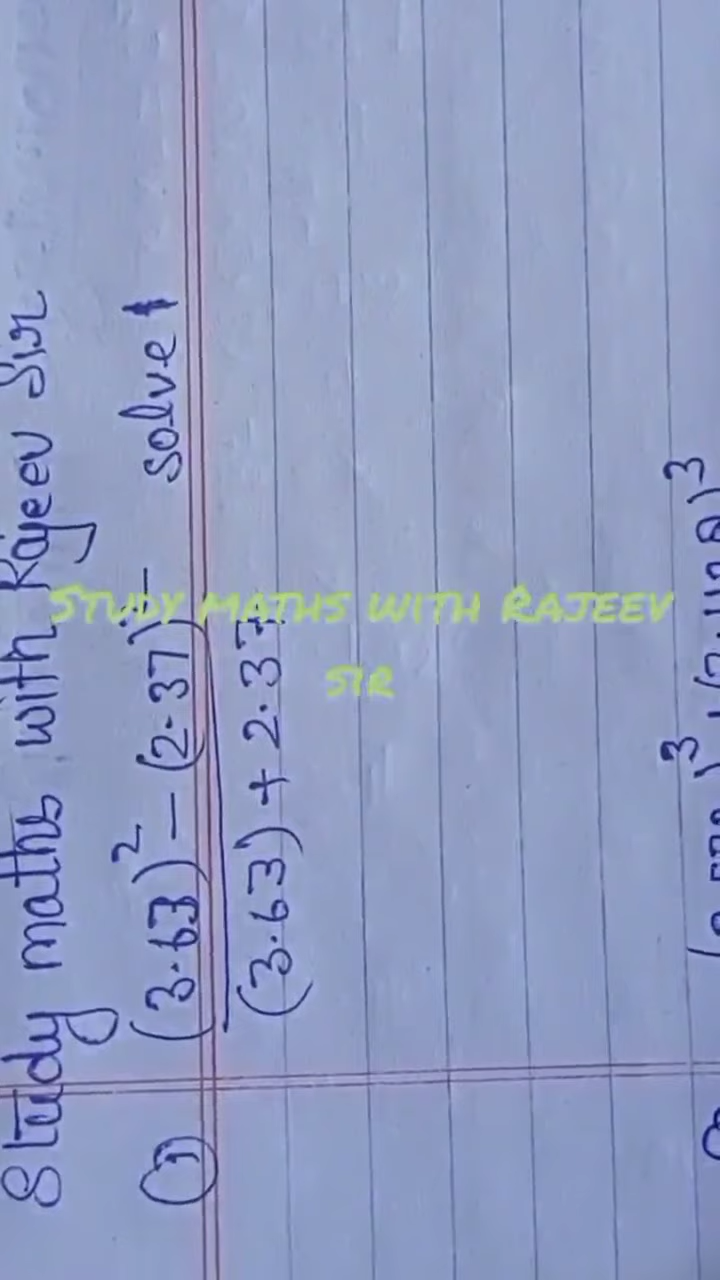 Study maths with Rajeev Sir
① (3.63)² - (2.37)² solve
(3.63) + 2.37
STUDY MATHS WITH RAJEEV
SIR